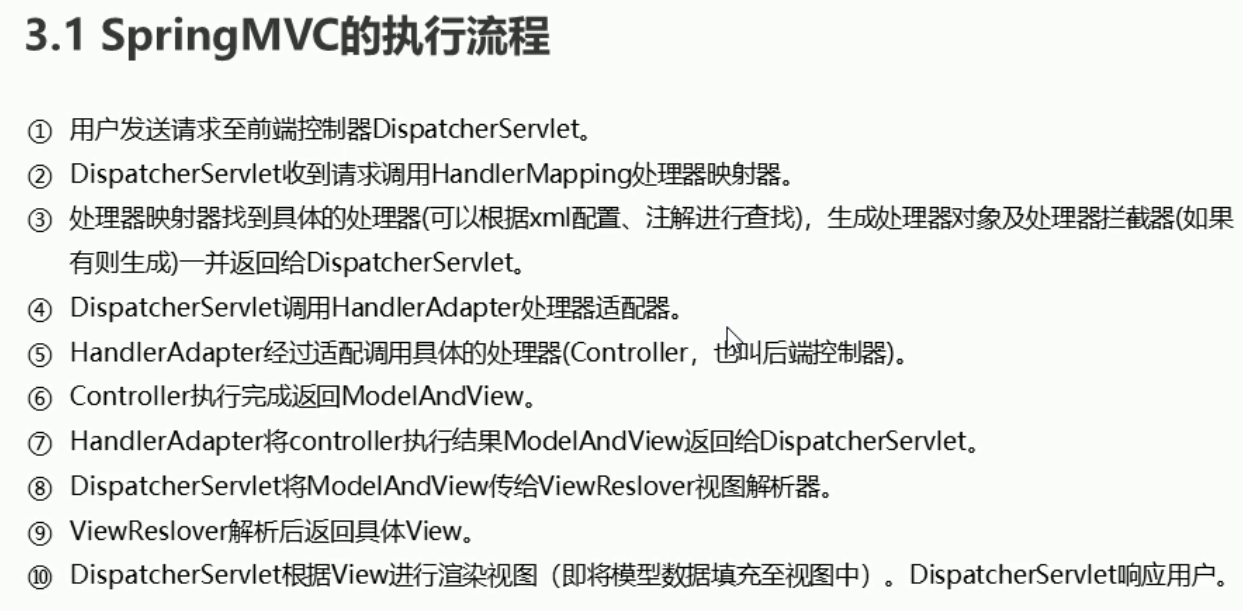 3.1 SpringMVC的执行流程
① 用户发送请求至前端控制器DispatcherServlet。
② DispatcherServlet收到请求调用HandlerMapping处理器映射器。
③ 处理器映射器找到具体的处理器(可以根据xml配置、注解进行查找)，生成处理器对象及处理器拦截器(如果
有则生成)一并返回给DispatcherServlet。
④ DispatcherServlet调用HandlerAdapter处理器适配器。
⑤ HandlerAdapter经过适配调用具体的处理器(Controller，也叫后端控制器)。
⑥ Controller执行完成返回ModelAndView。
⑦ HandlerAdapter将controller执行结果ModelAndView返回给DispatcherServlet。
⑧ DispatcherServlet将ModelAndView传给ViewReslover视图解析器。
⑨ ViewReslover解析后返回具体View。
⑩ DispatcherServlet根据View进行渲染视图（即将模型数据填充至视图中）。DispatcherServlet响应用户。